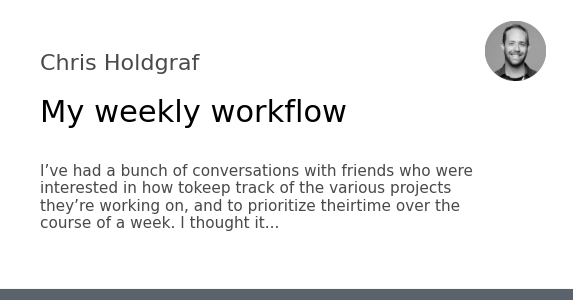 Chris Holdgraf
My weekly workflow
I’ve had a bunch of conversations with friends who were
interested in how tokeep track of the various projects
they’re working on, and to prioritize theirtime over the
course of a week. I thought it...